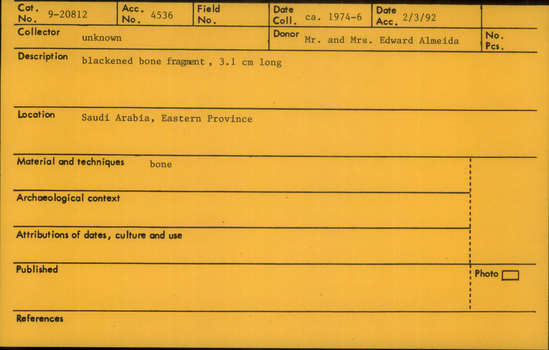 Cat. No. 9-20812 Acc. No. 4536 Field No. Date Coll. ca. 1974-6 Date Acc. 2/3/92
Collector unknown Donor Mr. and Mrs. Edward Almeida No. Pcs.
Description blackened bone fragment, 3.1 cm long
Location Saudi Arabia, Eastern Province
Material and techniques bone
Archaeological context
Attributions of dates, culture and use
Published Photo
References